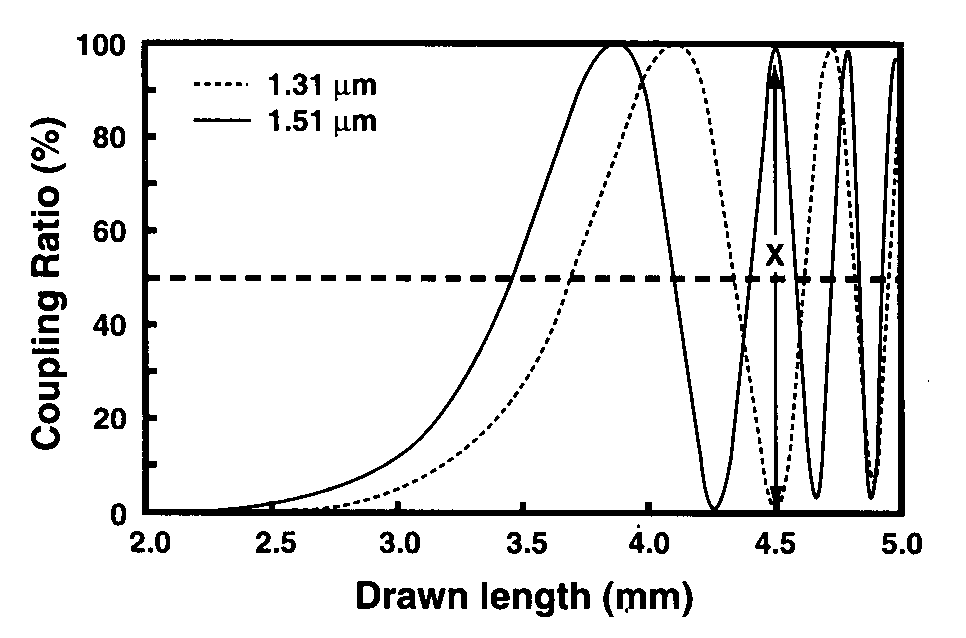 100
80
60
40
20
0
Coupling Ratio (%)
1.31 μm
1.51 μm
X
2.0 2.5 3.0 3.5 4.0 4.5 5.0
Drawn length (mm)